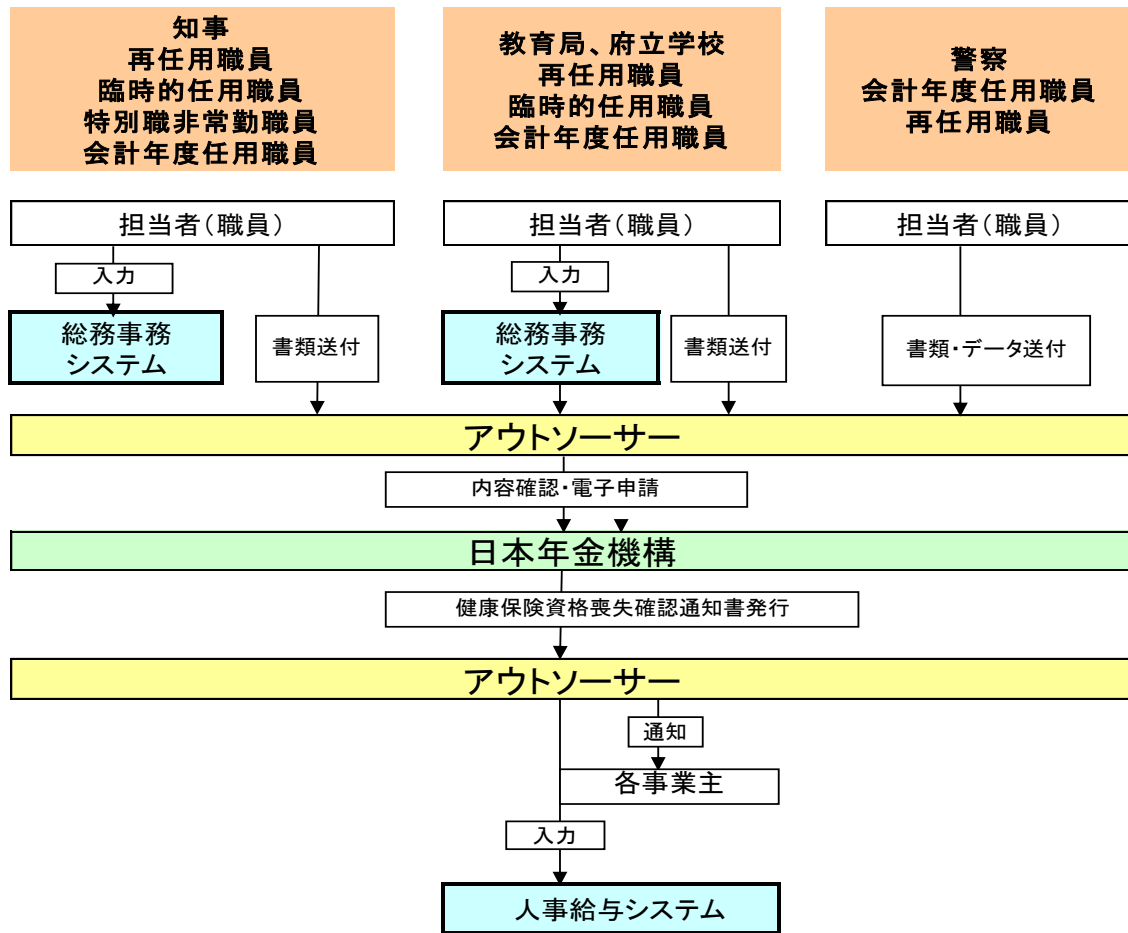 知事
再任用職員
臨時的任用職員
特別職非常勤職員
会計年度任用職員
教育局、府立学校
再任用職員
臨時的任用職員
会計年度任用職員
警察
会計年度任用職員
再任用職員
担当者(職員)
担当者(職員)
担当者(職員)
入力
入力
総務事務
システム
書類送付
総務事務
システム
書類送付
書類・データ送付
アウトソーサー
内容確認・電子申請
日本年金機構
健康保険資格喪失確認通知書発行
アウトソーサー
通知
各事業主
入力
人事給与システム